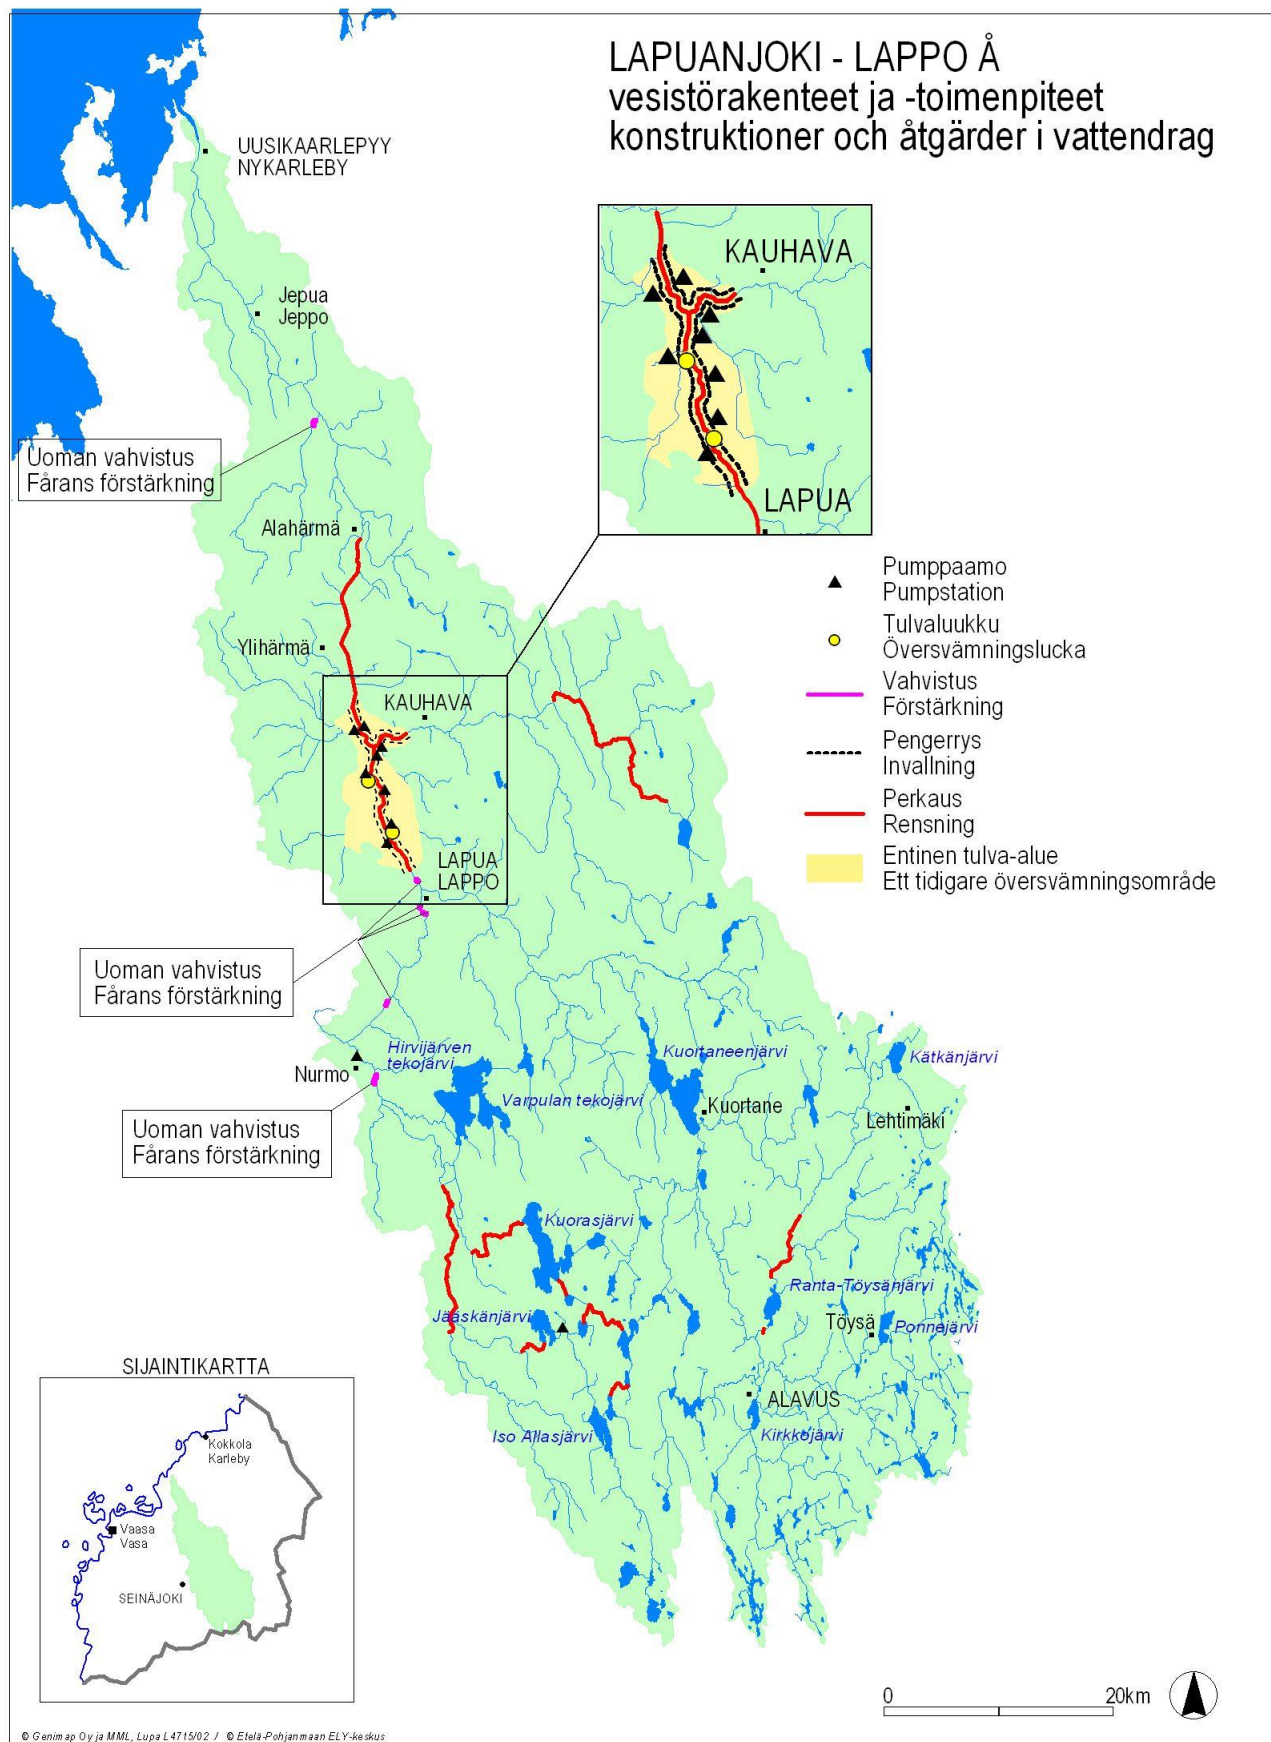 LAPUANJOKI - LAPPO Å
vesistörakenteet ja -toimenpiteet
konstruktioner och åtgärder i vattendrag
UUSIKAARLEPYY
NYKARLEBY
Jepua
Jeppo
KAUHAVA
LAPUA
Uoman vahvistus
Fårans förstärkning
Alahärmä
Ylihärmä
KAUHAVA
LAPUA
LAPPO
Pumppaamo
Pumpstation
Tulvaluukku
Översvämningslucka
Vahvistus
Förstärkning
Pengerrys
Invallning
Perkaus
Rensning
Entinen tulva-alue
Ett tidigare översvämningsområde
Uoman vahvistus
Fårans förstärkning
Hirvijärven
tekojärvi
Nurmo
Varpulan tekojärvi
Kuortaneenjärvi
Kuortane
Kätkänjärvi
Lehtimäki
Uoman vahvistus
Fårans förstärkning
Kuorasjärvi
Jääskänjärvi
Ranta-Töysänjärvi
Töysä
Ponnejärvi
ALAVUS
Kirkkojärvi
Iso Allasjärvi
SIJAINTIKARTTA
Kokkola
Karleby
Vaasa
Vasa
SEINÄJOKI
0 20km
© Genimap Oy ja MML, Lupa L4715/02 / © Etelä-Pohjanmaan ELY-keskus